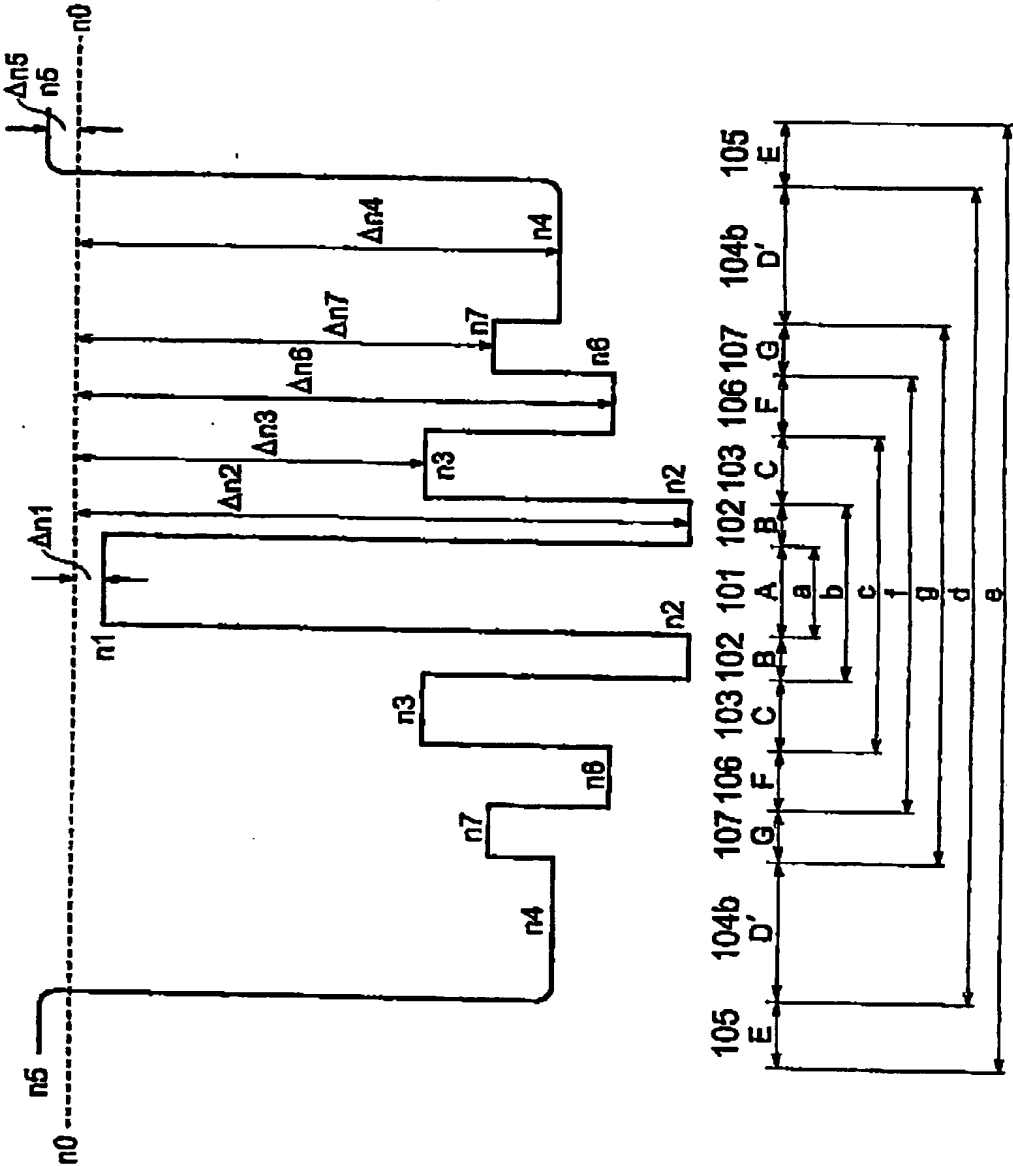 Δn5
n5
n5
Δn1
n0
n0
n1
Δn2
Δn3
Δn6
Δn7
Δn4
n3
n3
n7
n7
n4
n4
n6
n6
n2
n2
105 104b 107 106 103 102 101 102 103 106 107 104b 105
E D' G F C B A B C F G D' E
a
b
c
f
g
d
e